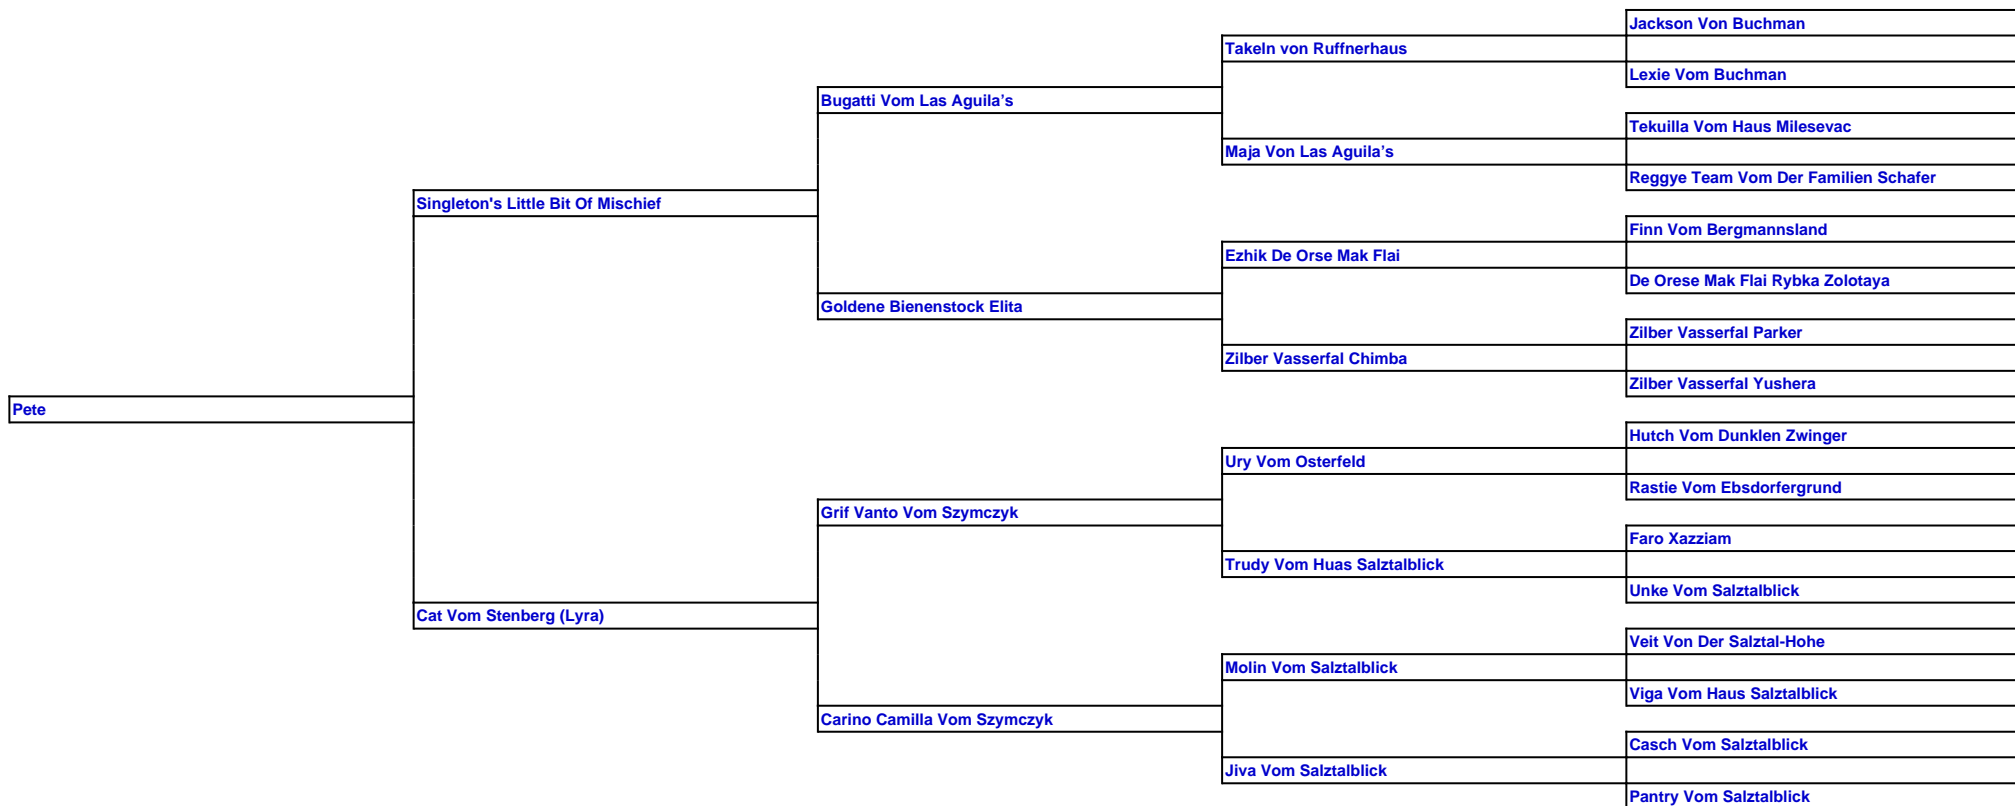 Jackson Von Buchman
Takeln von Ruffnerhaus
Lexie Vom Buchman
Bugatti Vom Las Aguila’s
Tekuilla Vom Haus Milesevac
Maja Von Las Aguila’s
Reggye Team Vom Der Familien Schafer
Singleton's Little Bit Of Mischief
Finn Vom Bergmannsland
Ezhik De Orse Mak Flai
De Orese Mak Flai Rybka Zolotaya
Goldene Bienenstock Elita
Zilber Vasserfal Parker
Zilber Vasserfal Chimba
Zilber Vasserfal Yushera
Pete
Hutch Vom Dunklen Zwinger
Ury Vom Osterfeld
Rastie Vom Ebsdorfergrund
Grif Vanto Vom Szymczyk
Faro Xazziam
Trudy Vom Huas Salztalblick
Unke Vom Salztalblick
Cat Vom Stenberg (Lyra)
Veit Von Der Salztal-Hohe
Molin Vom Salztalblick
Viga Vom Haus Salztalblick
Carino Camilla Vom Szymczyk
Casch Vom Salztalblick
Jiva Vom Salztalblick
Pantry Vom Salztalblick